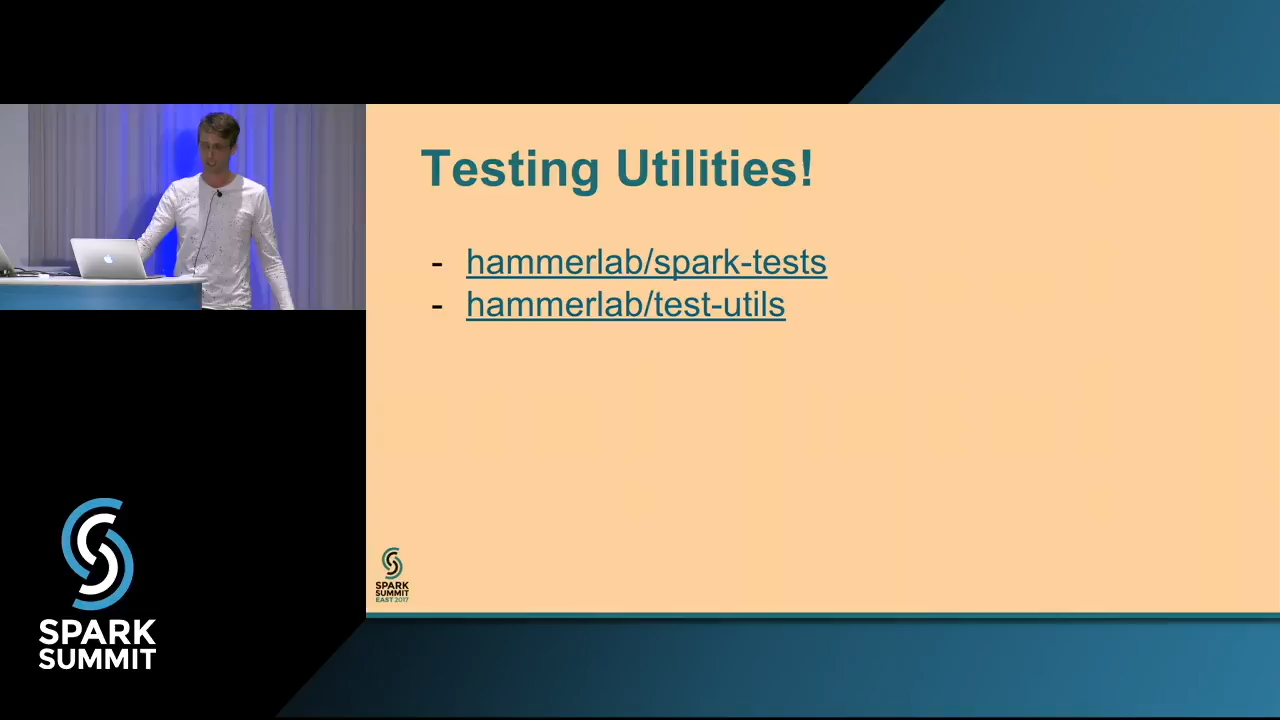 Testing Utilities!
- hammerlab/spark-tests
- hammerlab/test-utils
SPARK
SUMMIT
EAST 2017
SPARK
SUMMIT